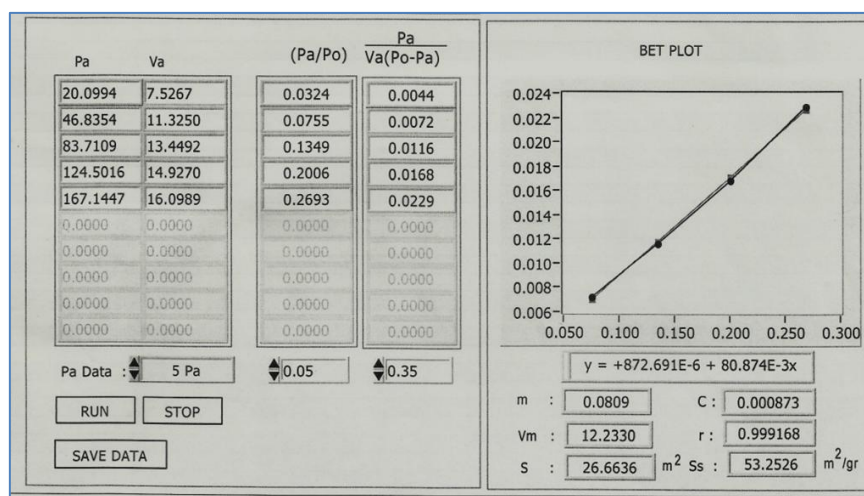 Pa Va (Pa/Po) Pa
Va(Po-Pa)
20.0994 7.5267 0.0324 0.0044
46.8354 11.3250 0.0755 0.0072
83.7109 13.4492 0.1349 0.0116
124.5016 14.9270 0.2006 0.0168
167.1447 16.0989 0.2693 0.0229
0.0000 0.0000 0.0000 0.0000
0.0000 0.0000 0.0000 0.0000
0.0000 0.0000 0.0000 0.0000
0.0000 0.0000 0.0000 0.0000
0.0000 0.0000 0.0000 0.0000
Pa Data : 5 Pa 0.05 0.35
RUN STOP
SAVE DATA
BET PLOT
0.024
0.022
0.020
0.018
0.016
0.014
0.012
0.010
0.008
0.006
0.050 0.100 0.150 0.200 0.250 0.300
y = +872.691E-6 + 80.874E-3x
m : 0.0809 C : 0.000873
Vm : 12.2330 r : 0.999168
S : 26.6636 m² Ss : 53.2526 m²/gr